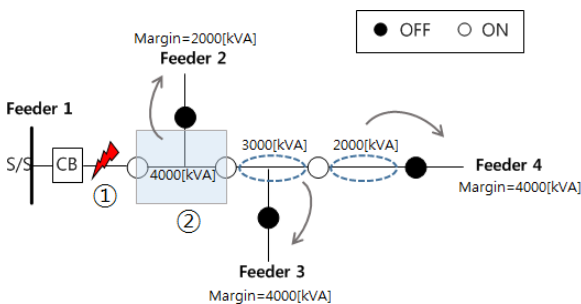 Margin=2000[kVA]
Feeder 2
OFF
ON
Feeder 1
S/S
CB
①
4000[kVA]
②
3000[kVA]
2000[kVA]
Feeder 4
Margin=4000[kVA]
Feeder 3
Margin=4000[kVA]